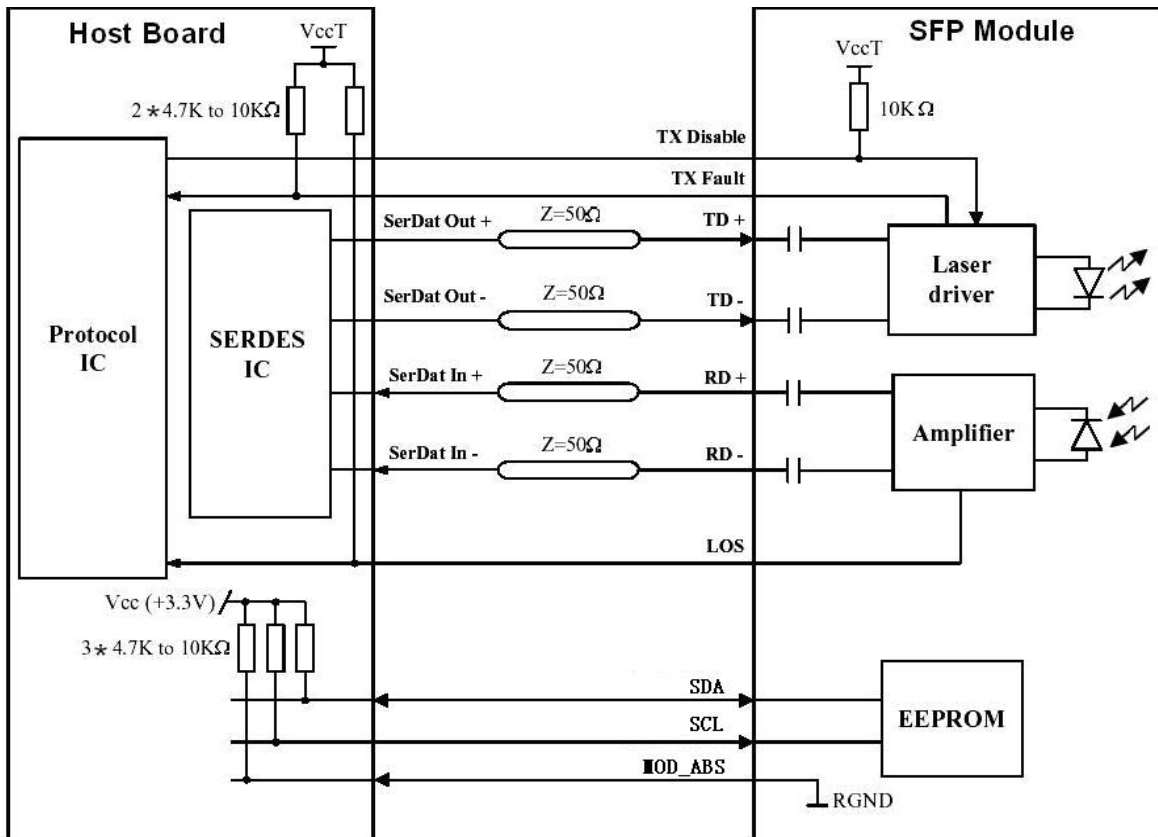 Host Board
SFP Module
VccT
VccT
2*4.7K to 10KΩ
10KΩ
TX Disable
TX Fault
SerDat Out +
Z=50Ω
TD +
SerDat Out -
Z=50Ω
TD -
Laser
driver
Protocol
IC
SERDES
IC
SerDat In +
Z=50Ω
RD +
SerDat In -
Z=50Ω
RD -
Amplifier
LOS
Vcc (+3.3V)
3*4.7K to 10KΩ
SDA
SCL
MOD_ABS
EEPROM
RGND